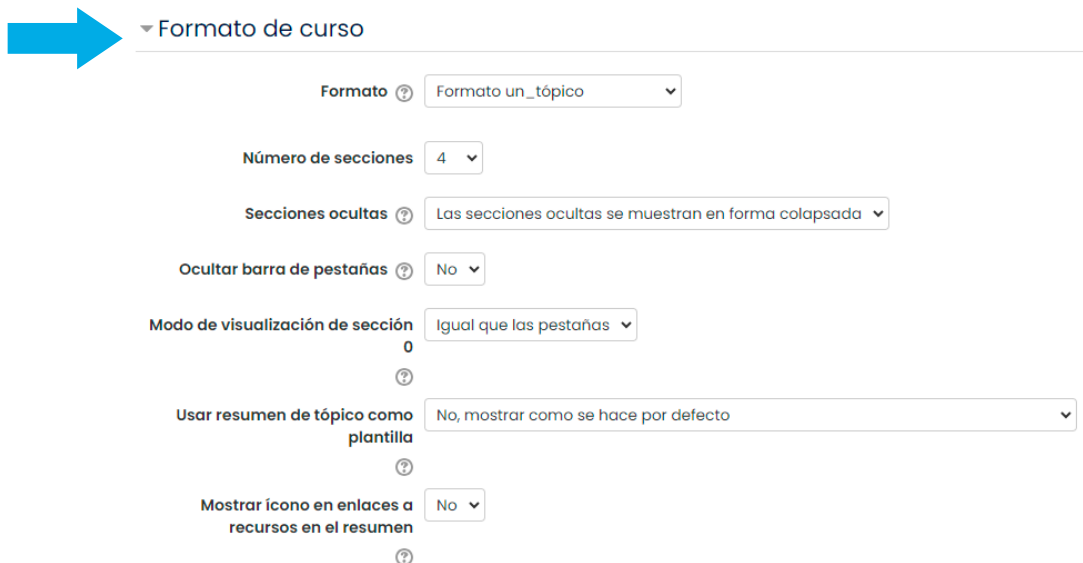 Formato de curso
Formato Formato un_tópico
Número de secciones 4
Secciones ocultas Las secciones ocultas se muestran en forma colapsada
Ocultar barra de pestañas No
Modo de visualización de sección Igual que las pestañas
0
Usar resumen de tópico como No, mostrar como se hace por defecto
plantilla
Mostrar ícono en enlaces a No
recursos en el resumen